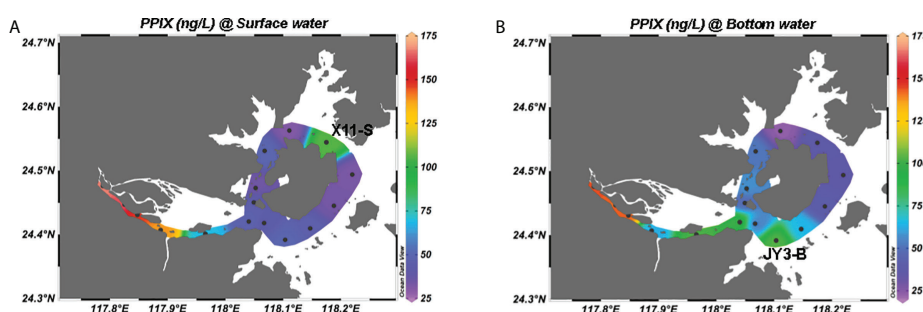 A
PPIX (ng/L) @ Surface water
24.7°N
24.6°N
24.5°N
24.4°N
24.3°N
117.8°E 117.9°E 118°E 118.1°E 118.2°E
X11-S
175
150
125
100
75
50
25
Ocean Data View
B
PPIX (ng/L) @ Bottom water
24.7°N
24.6°N
24.5°N
24.4°N
24.3°N
117.8°E 117.9°E 118°E 118.1°E 118.2°E
JY3-B
150
100
75
50
Ocean Data View